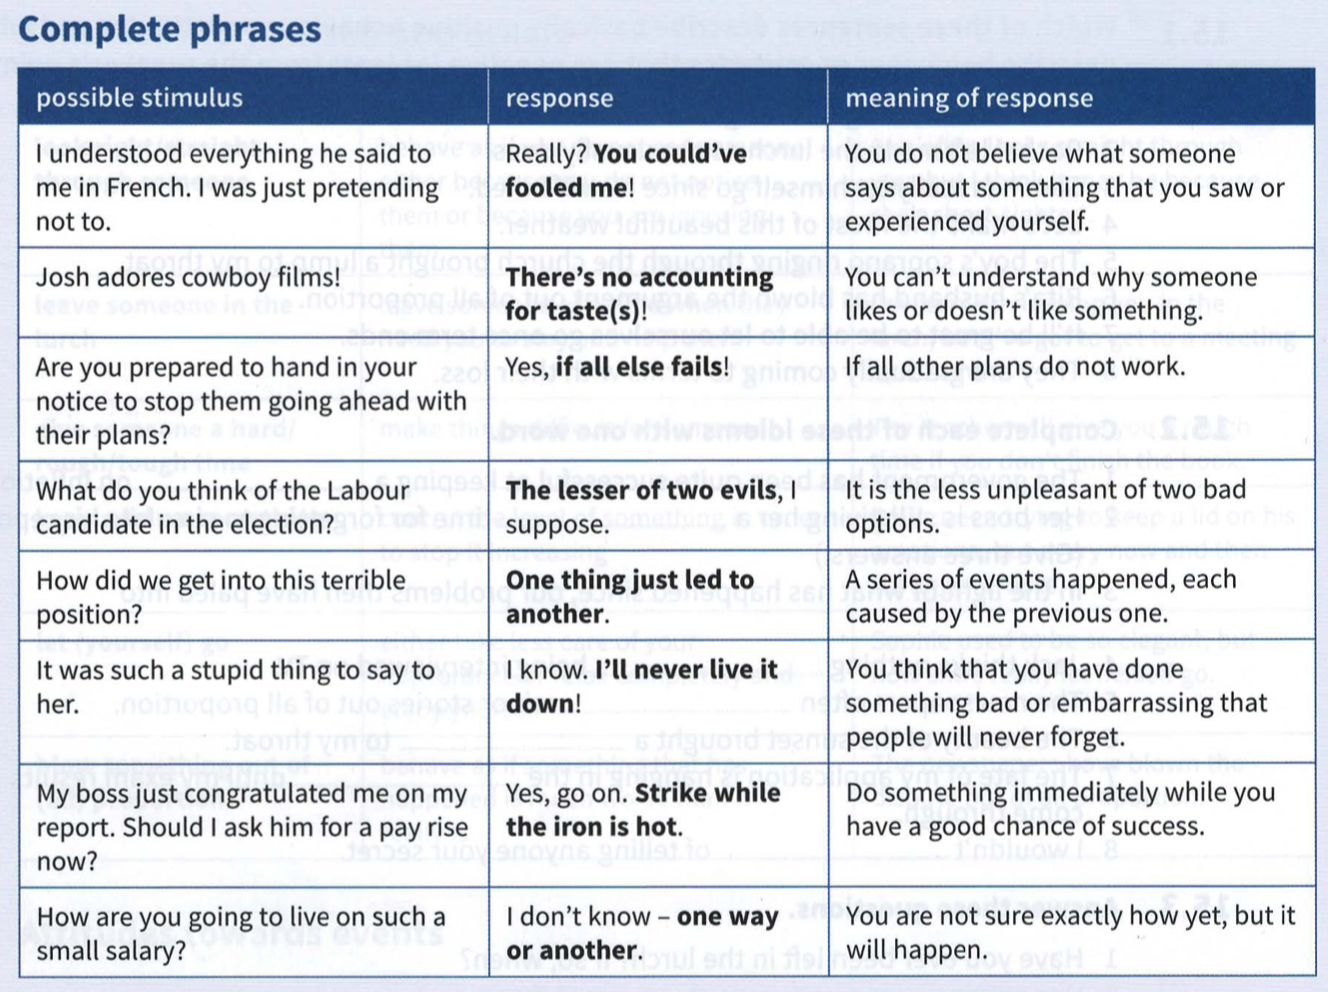 Complete phrases
possible stimulus
response
meaning of response
I understood everything he said to
me in French. I was just pretending
not to.
Really? You could've
fooled me!
You do not believe what someone
says about something that you saw or
experienced yourself.
Josh adores cowboy films!
There's no accounting
for taste(s)!
You can't understand why someone
likes or doesn't like something.
Are you prepared to hand in your
notice to stop them going ahead with
their plans?
Yes, if all else fails!
If all other plans do not work.
What do you think of the Labour
candidate in the election?
The lesser of two evils, I
suppose.
It is the less unpleasant of two bad
options.
How did we get into this terrible
position?
One thing just led to
another.
A series of events happened, each
caused by the previous one.
It was such a stupid thing to say to
her.
I know. I'll never live it
down!
You think that you have done
something bad or embarrassing that
people will never forget.
My boss just congratulated me on my
report. Should I ask him for a pay rise
now?
Yes, go on. Strike while
the iron is hot.
Do something immediately while you
have a good chance of success.
How are you going to live on such a
small salary?
I don't know – one way
or another.
You are not sure exactly how yet, but it
will happen.